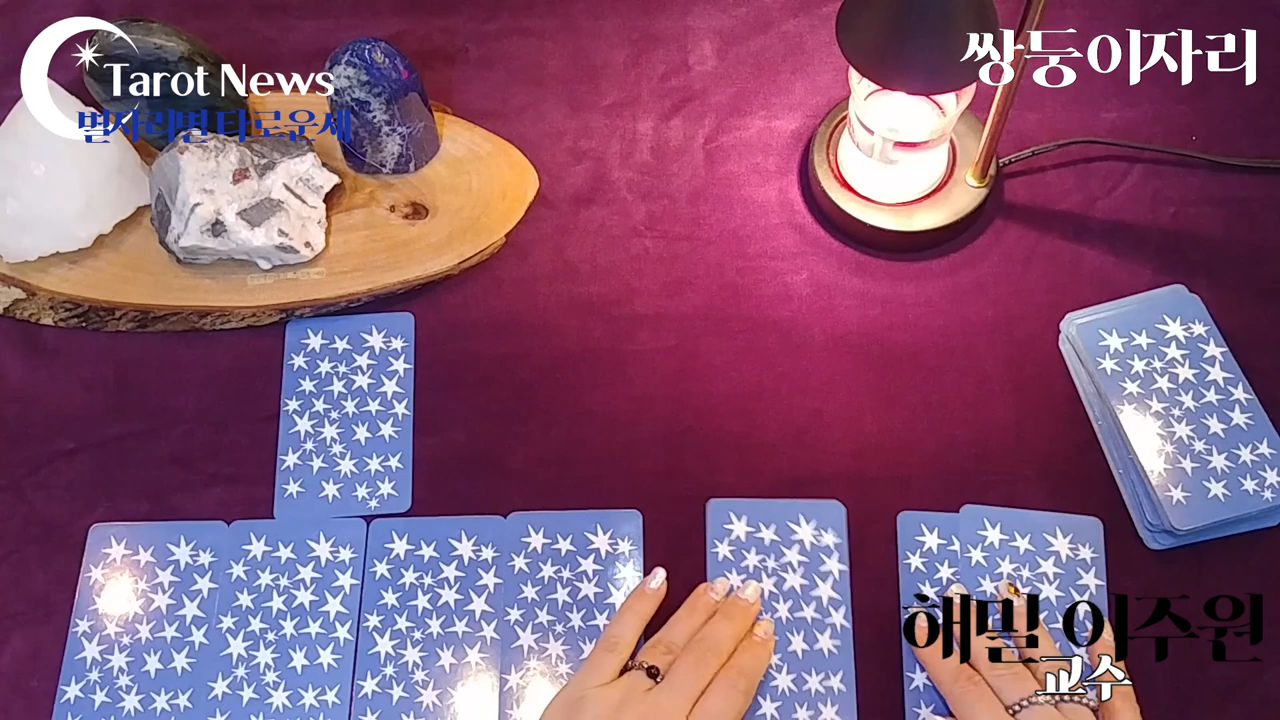 Tarot News
별자리별 타로운세
쌍둥이자리
해밀 이주원
교수